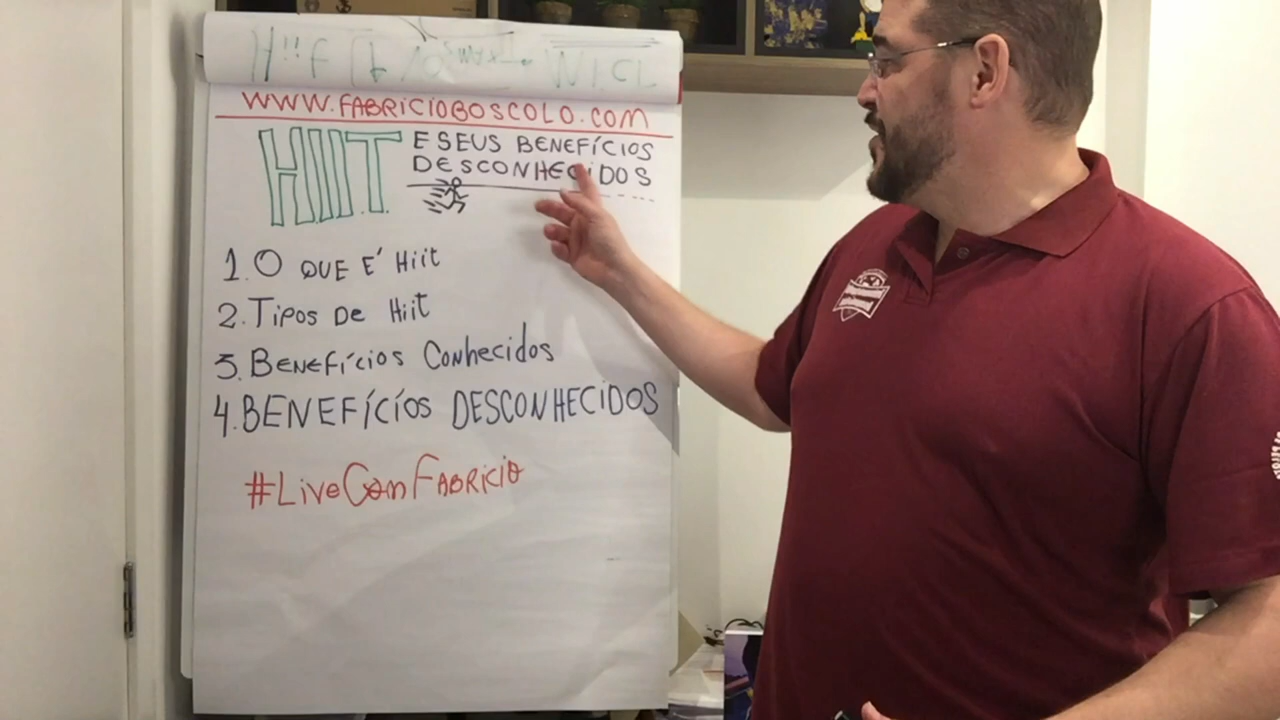 WWW.FABRICIOBOSCOLO.COM
HIIT E SEUS BENEFÍCIOS
DESCONHECIDOS
1. O QUE É Hiit
2. Tipos De Hiit
3. Benefícios Conhecidos
4. BENEFÍCIOS DESCONHECIDOS
#LiveComFabricio